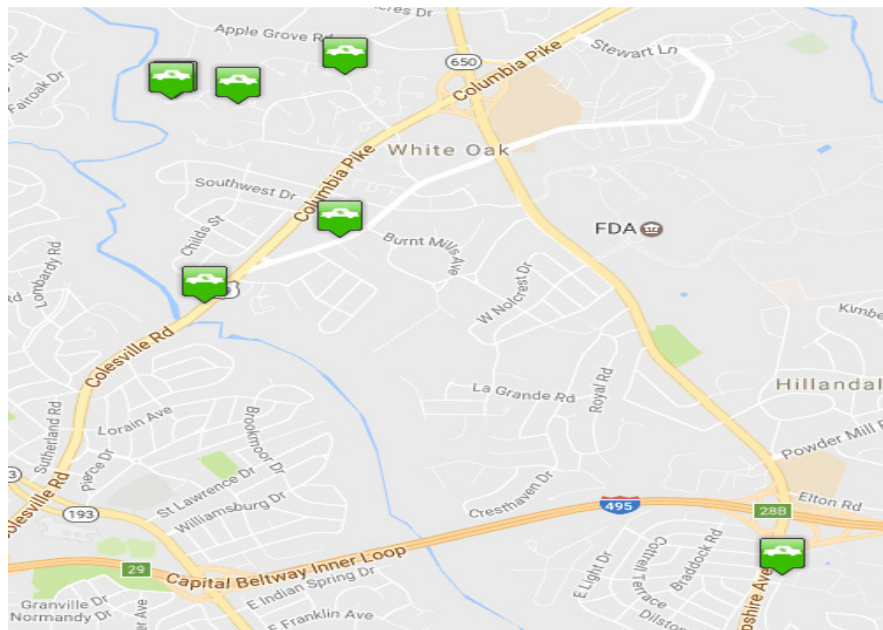 Apple Grove Rd
Fairoak Dr
650
Columbia Pike
Stewart Ln
White Oak
Southwest Dr
Columbia Pike
Childs St
Burnt Mills Ave
FDA
Lombardy Rd
W Nolcrest Dr
Colesville Rd
La Grande Rd
Royal Rd
Hillandal
Sutherland Rd
Lorain Ave
Brookmoor Dr
Powder Mill
Pierce Dr
St Lawrence Dr
Colesville Rd
Williamsburg Dr
Cresthaven Dr
Elton Rd
193
495
28B
29
Capital Beltway Inner Loop
E Indian Spring Dr
E Light Dr
Cottrell Terrace
Braddock Rd
Granville Dr
Normandy Dr
E Franklin Ave